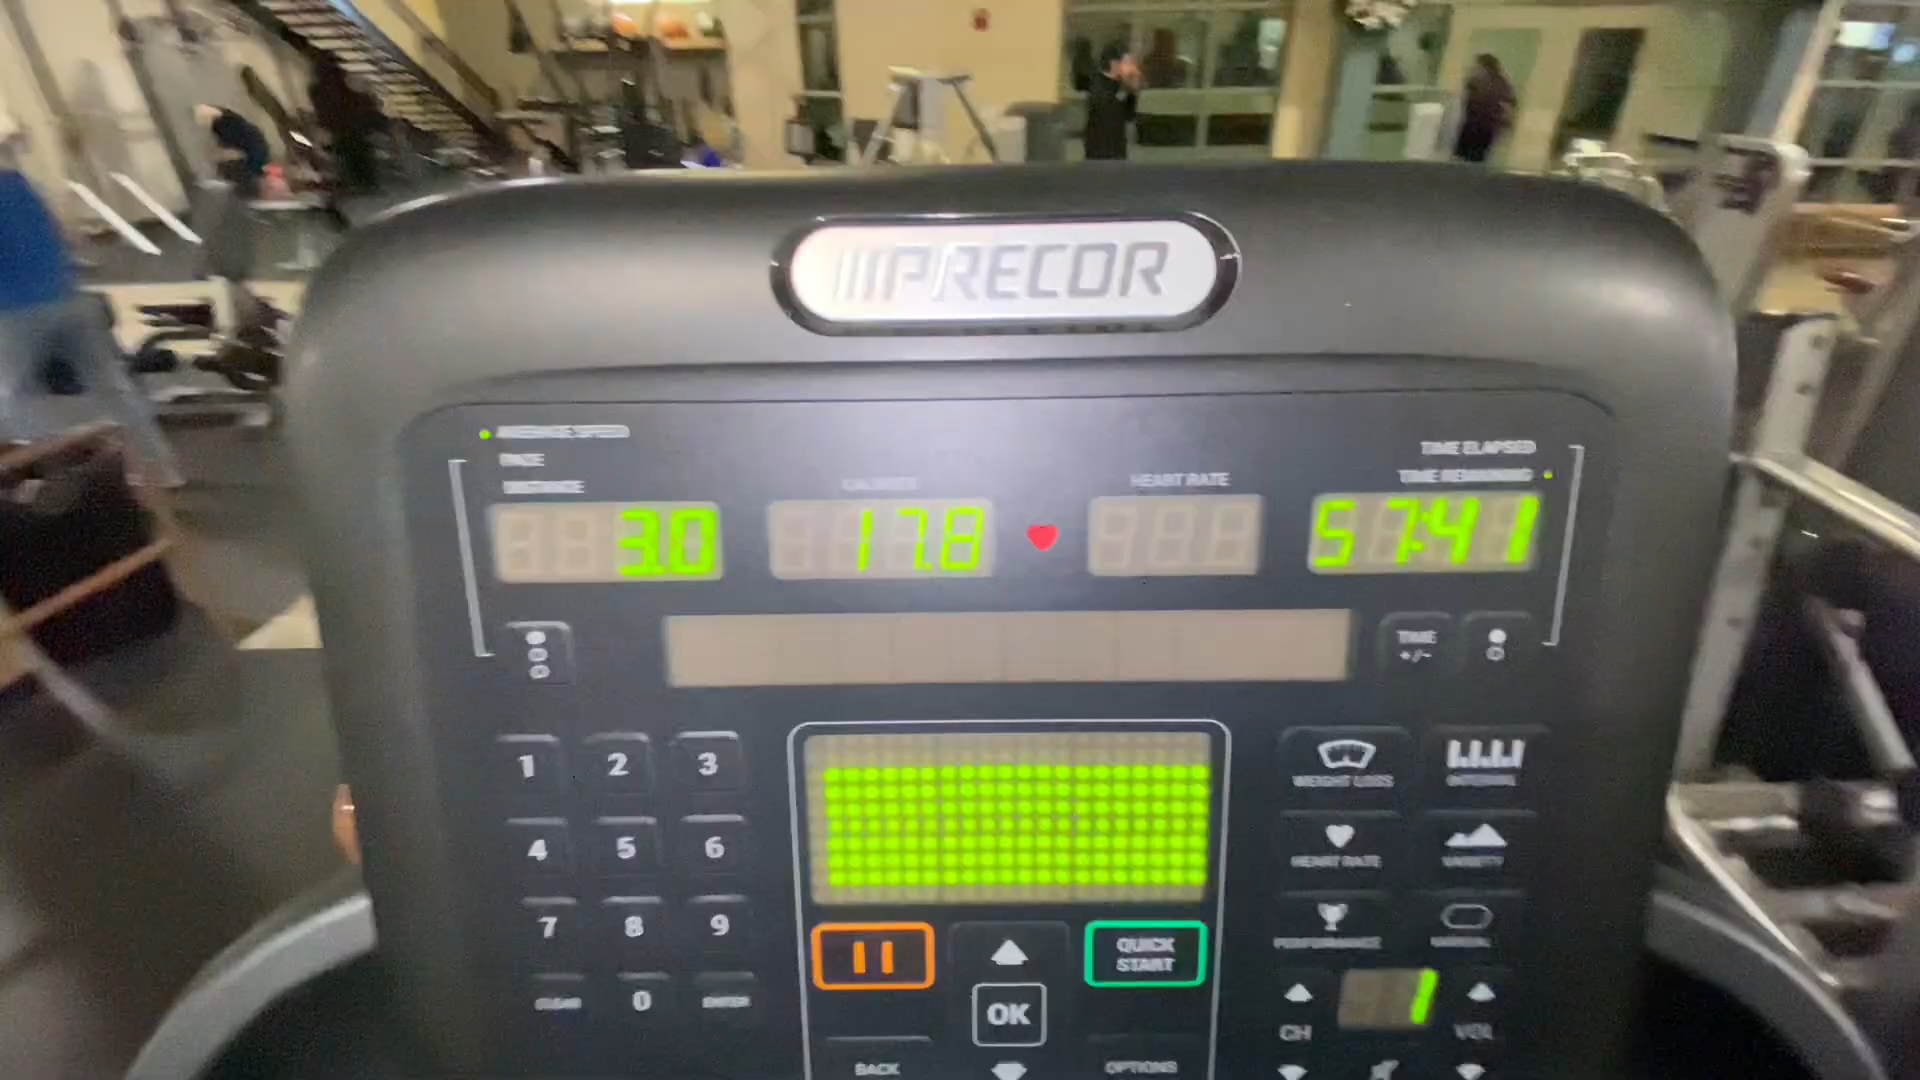 PRECOR
AVERAGE SPEED
PACE
DISTANCE
CALORIES
HEART RATE
TIME ELAPSED
TIME REMAINING
3.0
17.8
57:41
TIME
+/-
1 2 3
4 5 6
7 8 9
CLEAR 0 ENTER
QUICK
START
OK
BACK
OPTIONS
WEIGHT LOSS
INTERVAL
HEART RATE
VARIETY
PERFORMANCE
MANUAL
1
CH
VOL